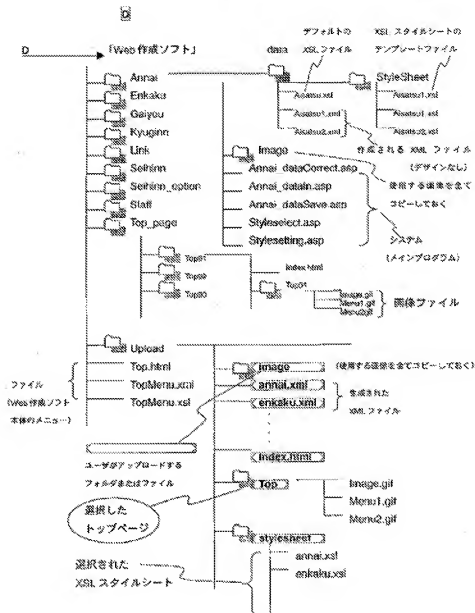 D
D
「Web作成ソフト」
data
デフォルトの
XSLファイル
XSLスタイルシートの
テンプレートファイル
Annai
Enkaku
Gaiyou
Kyuginn
Link
Seihinn
Seihinn_option
Staff
Top_page
StyleSheet
Aisatsu.xsl
Aisatsu1.xsl
Aisatsu2.xml
Aisatsu1.xsl
Aisatsu1.xsl
Aisatsu2.xsl
作成される XML ファイル
(デザインなし)
Image
使用する画像を全て
コピーしておく
Annai_dataCorrect.asp
Annai_dataIn.asp
Annai_dataSave.asp
Styleselect.asp
Stylesetting.asp
システム
(メインプログラム)
Top01
Top02
Index.html
Top01
Image.gif
Menu1.gif
Menu2.gif
画像ファイル
Upload
Top.html
TopMenu.xml
TopMenu.xsl
ファイル
(Web作成ソフト
本体のメニュー…)
image
(使用する画像を全てコピーしておく)
annai.xml
enkaku.xml
生成された
XMLファイル
ユーザがアップロードする
フォルダまたはファイル
index.html
Top
Image.gif
Menu1.gif
Menu2.gif
選択した
トップページ
stylesheet
annai.xsl
enkaku.xsl
選択された
XSL スタイルシート